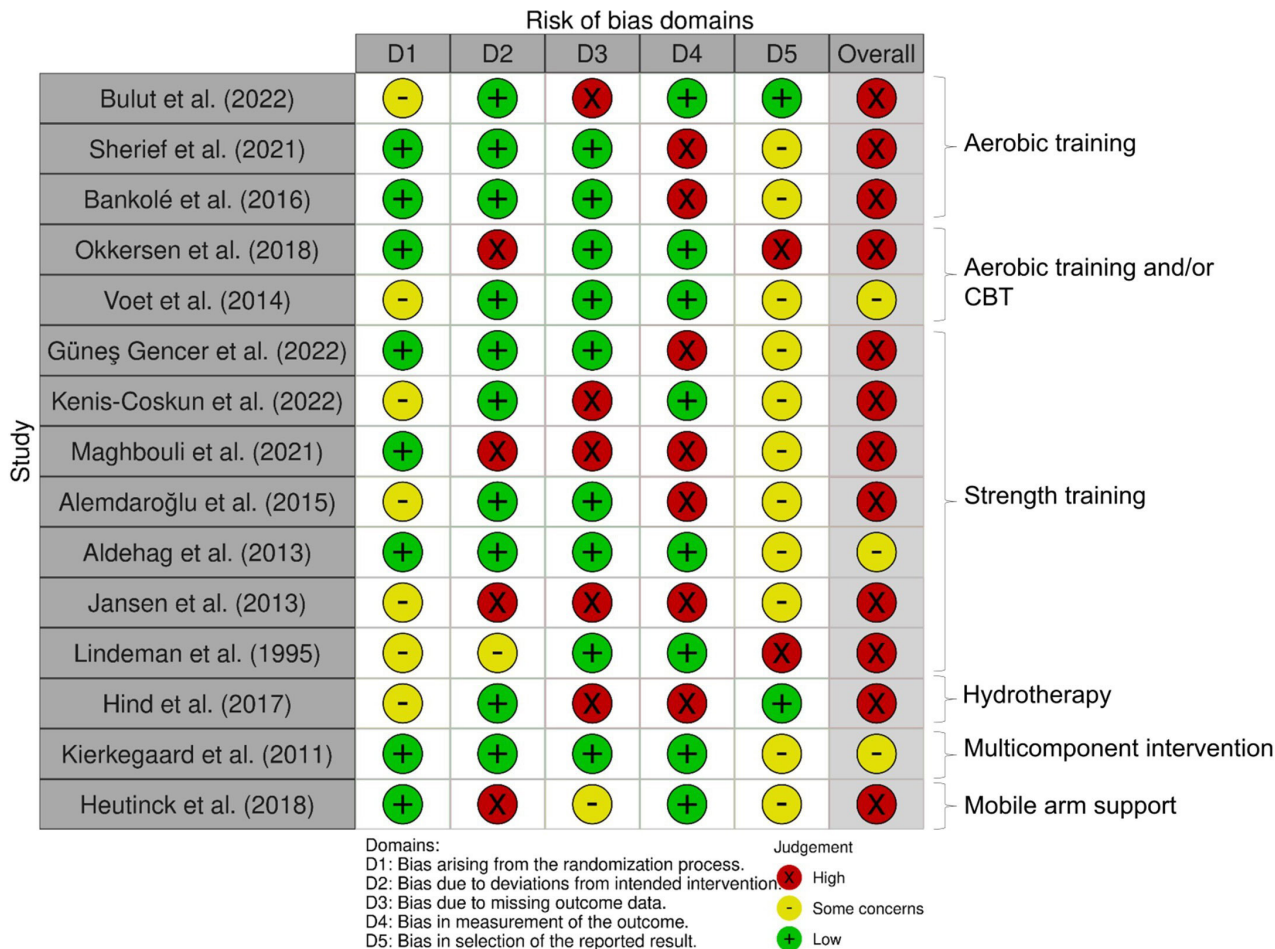 Risk of bias domains
D1 D2 D3 D4 D5 Overall
Study
Bulut et al. (2022) - + X + + X
Sherief et al. (2021) + + + X - X
Bankolé et al. (2016) + + + X - X
Aerobic training
Okkersen et al. (2018) + X + + X X
Voet et al. (2014) - + + + - -
Aerobic training and/or
CBT
Güneş Gencer et al. (2022) + + + X - X
Kenis-Coskun et al. (2022) - + X + - X
Maghbouli et al. (2021) + X X X - X
Alemdaroğlu et al. (2015) - + + X - X
Aldehag et al. (2013) + + + + - -
Jansen et al. (2013) - X X X - X
Lindeman et al. (1995) - - + + X X
Strength training
Hind et al. (2017) - + X X + X
Hydrotherapy
Kierkegaard et al. (2011) + + + + - -
Multicomponent intervention
Heutinck et al. (2018) + X - + - X
Mobile arm support
Domains:
D1: Bias arising from the randomization process.
D2: Bias due to deviations from intended intervention.
D3: Bias due to missing outcome data.
D4: Bias in measurement of the outcome.
D5: Bias in selection of the reported result.
Judgement
X High
- Some concerns
+ Low